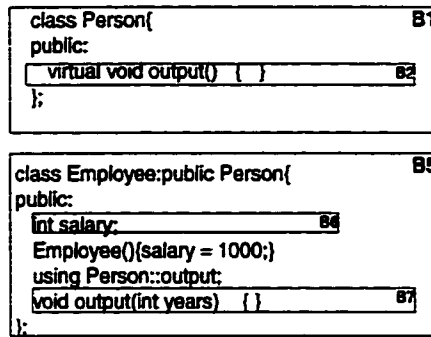 class Person{ B1
public:
virtual void output() { } B2
};
class Employee:public Person{ B5
public:
int salary; B6
Employee(){salary = 1000;}
using Person::output;
void output(int years) { } B7
};